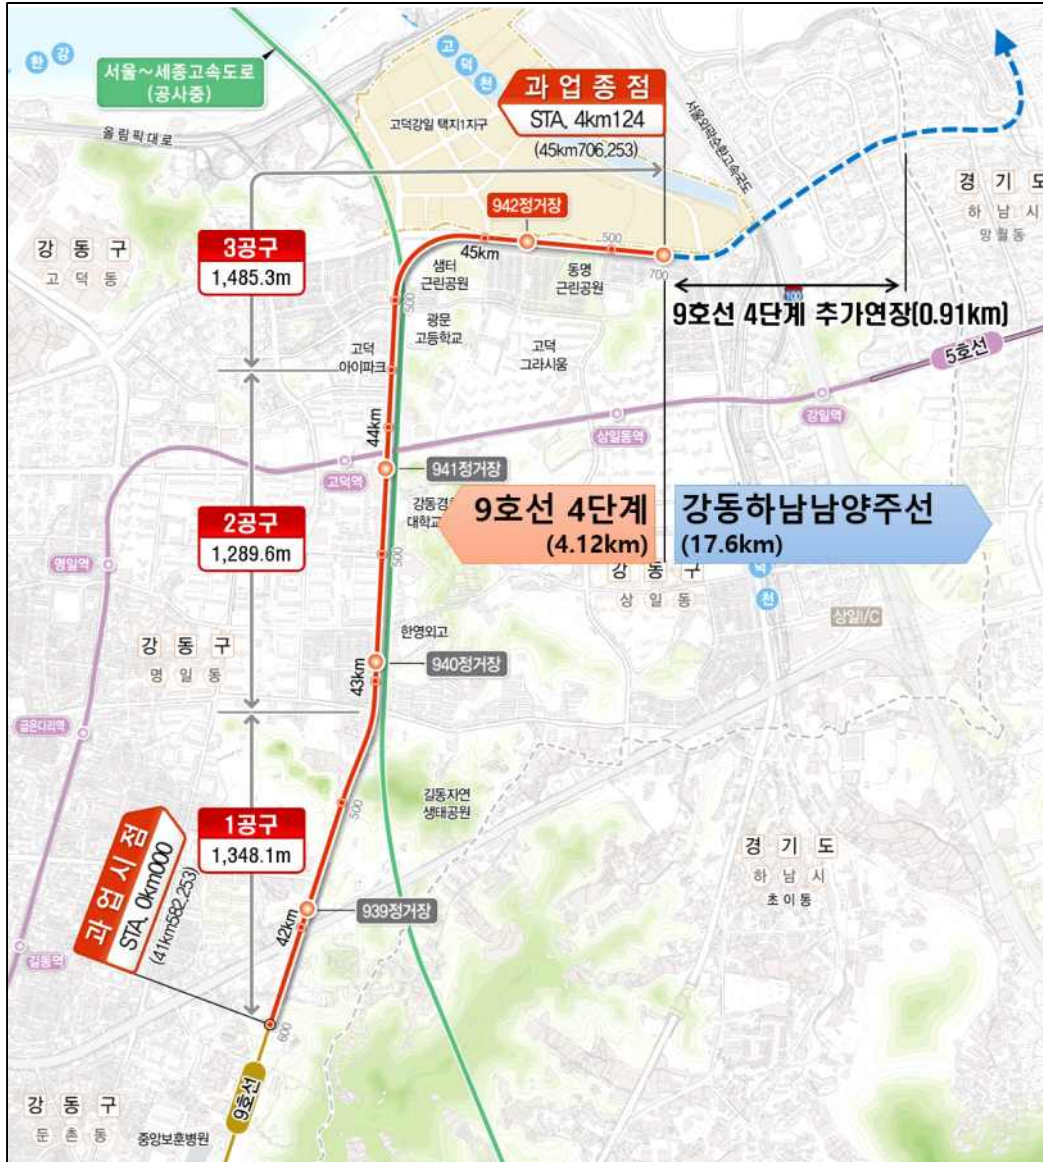 한강
서울~세종고속도로
(공사중)
올림픽대로
고덕천
고덕강일 택지1지구
과업종점
STA. 4km124
(45km706,253)
서울외곽순환고속국도
경기도
하남시
망월동
강동구
고덕동
3공구
1,485.3m
942정거장
45km
500
700
샘터
근린공원
동명
근린공원
500
광문
고등학교
고덕
아이파크
고덕
그라시움
100
9호선 4단계 추가연장(0.91km)
5호선
강일역
삼일동역
고덕역
44km
941정거장
강동경
대학교
9호선 4단계
(4.12km)
강동하남남양주선
(17.6km)
2공구
1,289.6m
500
명일역
강동구
상일동
덕
천
상일I/C
강동구
명일동
한영외고
940정거장
43km
굽은다리역
길동자연
생태공원
500
1공구
1,348.1m
과업시점
STA. 0km000
(41km582,253)
경기도
하남시
초이동
939정거장
42km
길동역
600
9호선
강동구
둔촌동
중앙보훈병원